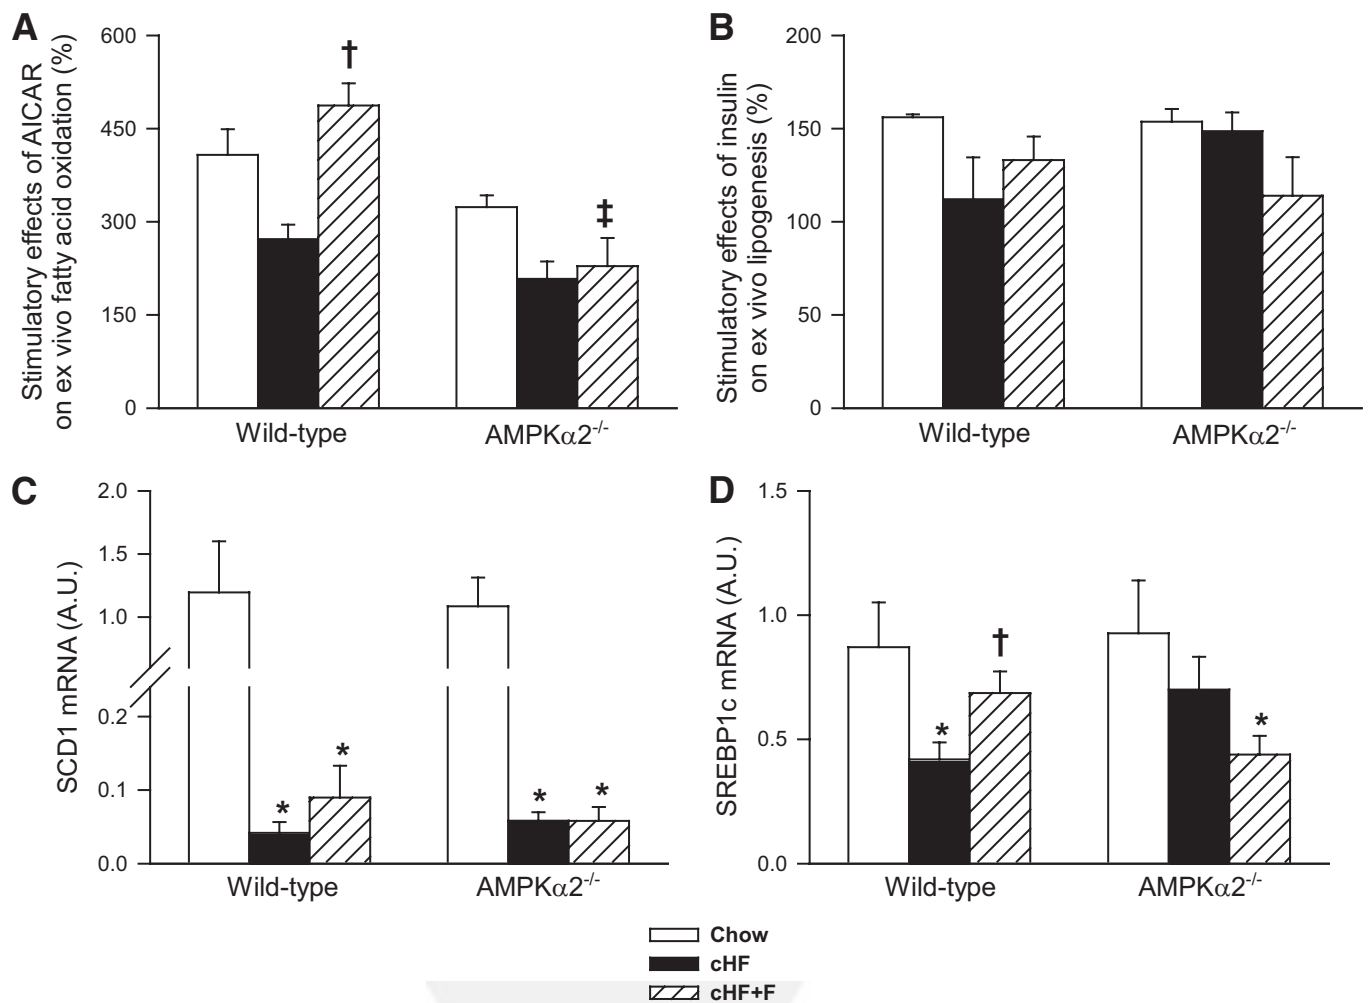 A
Stimulatory effects of AICAR
on ex vivo fatty acid oxidation (%)
600
450
300
150
0
†
‡
Wild-type
AMPKα2-/-
B
Stimulatory effects of insulin
on ex vivo lipogenesis (%)
200
150
100
50
0
Wild-type
AMPKα2-/-
C
SCD1 mRNA (A.U.)
2.0
1.5
1.0
0.2
0.1
0.0
*
*
*
*
Wild-type
AMPKα2-/-
D
SREBP1c mRNA (A.U.)
1.5
1.0
0.5
0.0
*
†
*
Wild-type
AMPKα2-/-
Chow
cHF
cHF+F